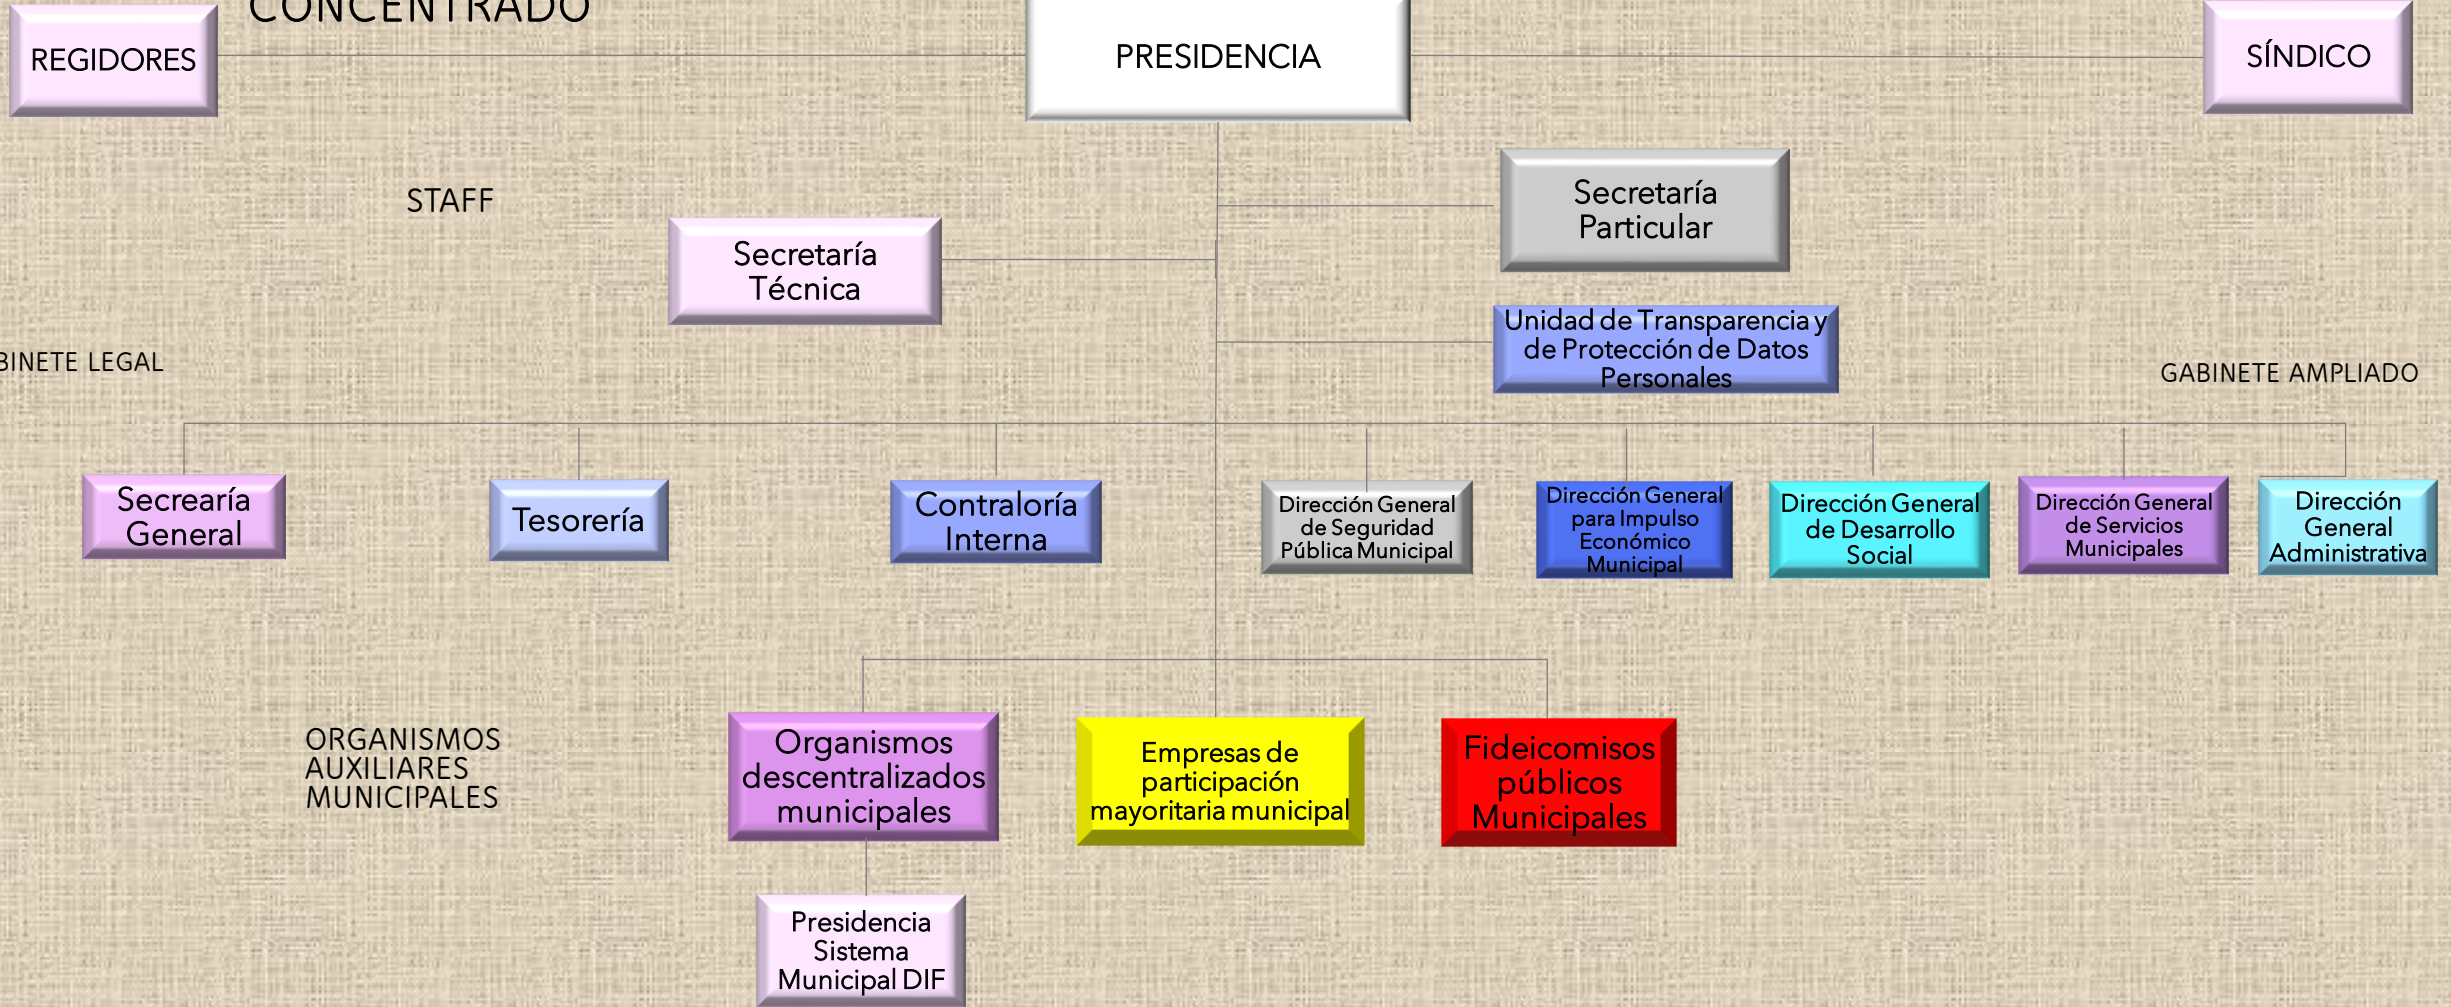 CONCENTRADO
REGIDORES
PRESIDENCIA
SÍNDICO
STAFF
Secretaría
Técnica
Secretaría
Particular
Unidad de Transparencia y
de Protección de Datos
Personales
BINETE LEGAL
GABINETE AMPLIADO
Secrearía
General
Tesorería
Contraloría
Interna
Dirección General
de Seguridad
Pública Municipal
Dirección General
para Impulso
Económico
Municipal
Dirección General
de Desarrollo
Social
Dirección General
de Servicios
Municipales
Dirección
General
Administrativa
ORGANISMOS
AUXILIARES
MUNICIPALES
Organismos
descentralizados
municipales
Empresas de
participación
mayoritaria municipal
Fideicomisos
públicos
Municipales
Presidencia
Sistema
Municipal DIF